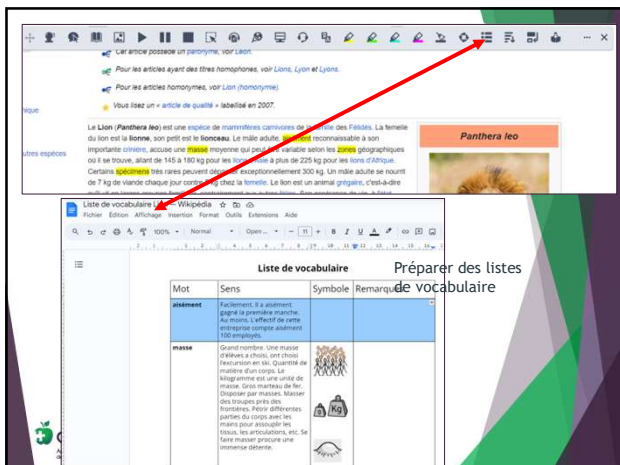 Cet article possède un paronyme, voir Léon.
Pour les articles ayant des titres homophones, voir Lions, Lyon et Lyons.
Pour les articles homonymes, voir Lion (homonymie).
Vous lisez un « article de qualité » labellisé en 2007.
nique
utres espèces
Le Lion (Panthera leo) est une espèce de mammifères carnivores de la famille des Félidés. La femelle
du lion est la lionne, son petit est le lionceau. Le mâle adulte, aisément reconnaissable à son
importante crinière, accuse une masse moyenne qui peut être variable selon les zones géographiques
où il se trouve, allant de 145 à 180 kg pour les lions d'Asie à plus de 225 kg pour les lions d'Afrique.
Certains spécimens très rares peuvent dépasser exceptionnellement 300 kg. Un mâle adulte se nourrit
de 7 kg de viande chaque jour contre 5 kg chez la femelle. Le lion est un animal grégaire, c'est-à-dire
Panthera leo
Liste de vocabulaire — Wikipédia
Fichier Édition Affichage Insertion Format Outils Extensions Aide
100% Normal Open... 11 B I U A
Liste de vocabulaire
Mot Sens Symbole Remarque
aisément Facilement. Il a aisément
gagné la première manche.
Au moins. L'effectif de cette
entreprise compte aisément
100 employés.
masse Grand nombre. Une masse
d'élèves a choisi, ont choisi
l'excursion en ski. Quantité de
matière d'un corps. Le
kilogramme est une unité de
masse. Gros marteau de fer.
Disposer par masses. Masser
des troupes près des
frontières. Pétrir différentes
parties du corps avec les
mains pour assouplir les
tissus, les articulations, etc. Se
faire masser procure une
immense détente.
Kg
Préparer des listes
de vocabulaire